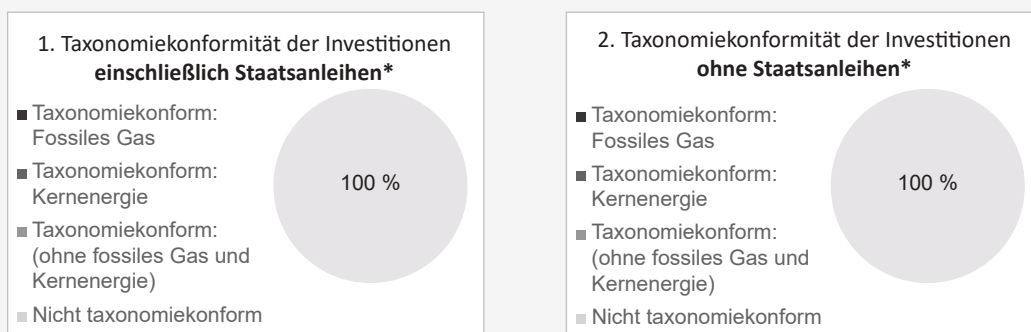 1. Taxonomiekonformität der Investitionen
einschließlich Staatsanleihen*
Taxonomiekonform:
Fossiles Gas
Taxonomiekonform:
Kernenergie
Taxonomiekonform:
(ohne fossiles Gas und
Kernenergie)
Nicht taxonomiekonform
100 %
2. Taxonomiekonformität der Investitionen
ohne Staatsanleihen*
Taxonomiekonform:
Fossiles Gas
Taxonomiekonform:
Kernenergie
Taxonomiekonform:
(ohne fossiles Gas und
Kernenergie)
Nicht taxonomiekonform
100 %